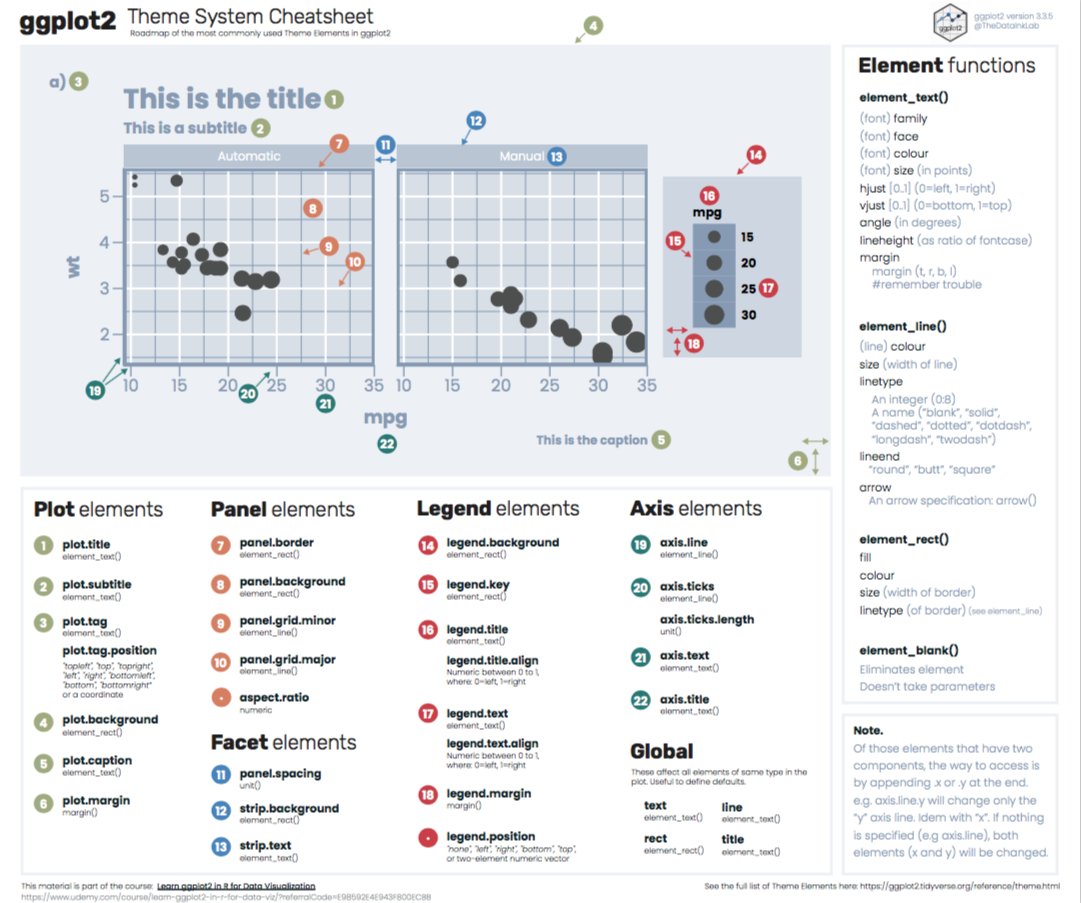 ggplot2 Theme System Cheatsheet
Roadmap of the most commonly used Theme Elements in ggplot2
ggplot2
ggplot2 version 3.3.5
@TheDataInkLab
4
a) 3
This is the title 1
This is a subtitle 2
7
11
12
Automatic
Manual 13
8
9
10
wt
5
4
3
2
10 15 20 25 30 35
10 15 20 25 30 35
19
20
21
mpg
22
14
16
mpg
15
15
20
25 17
30
18
This is the caption 5
6
Plot elements
1 plot.title
element_text()
2 plot.subtitle
element_text()
3 plot.tag
element_text()
plot.tag.position
"topleft", "top", "topright",
"left", "right", "bottomleft",
"bottom", "bottomright"
or a coordinate
4 plot.background
element_rect()
5 plot.caption
element_text()
6 plot.margin
margin()
Panel elements
7 panel.border
element_rect()
8 panel.background
element_rect()
9 panel.grid.minor
element_line()
10 panel.grid.major
element_line()
aspect.ratio
numeric
Facet elements
11 panel.spacing
unit()
12 strip.background
element_rect()
13 strip.text
element_text()
Legend elements
14 legend.background
element_rect()
15 legend.key
element_rect()
16 legend.title
element_text()
legend.title.align
Numeric between 0 to 1,
where: 0=left, 1=right
17 legend.text
element_text()
legend.text.align
Numeric between 0 to 1,
where: 0=left, 1=right
18 legend.margin
margin()
legend.position
"none", "left", "right", "bottom", "top",
or two-element numeric vector
Axis elements
19 axis.line
element_line()
20 axis.ticks
element_line()
axis.ticks.length
unit()
21 axis.text
element_text()
22 axis.title
element_text()
Global
These affect all elements of same type in the
plot. Useful to define defaults.
text
element_text()
line
element_text()
rect
element_rect()
title
element_text()
Element functions
element_text()
(font) family
(font) face
(font) colour
(font) size (in points)
hjust [0..1] (0=left, 1=right)
vjust [0..1] (0=bottom, 1=top)
angle (in degrees)
lineheight (as ratio of fontcase)
margin
margin (t, r, b, l)
#remember trouble
element_line()
(line) colour
size (width of line)
linetype
An integer (0:8)
A name ("blank", "solid",
"dashed", "dotted", "dotdash",
"longdash", "twodash")
lineend
"round", "butt", "square"
arrow
An arrow specification: arrow()
element_rect()
fill
colour
size (width of border)
linetype (of border) (see element_line)
element_blank()
Eliminates element
Doesn't take parameters
Note.
Of those elements that have two
components, the way to access is
by appending .x or .y at the end.
e.g. axis.line.y will change only the
"y" axis line. Idem with "x". If nothing
is specified (e.g axis.line), both
elements (x and y) will be changed.
This material is part of the course: Learn ggplot2 in R for Data Visualization
https://www.udemy.com/course/learn-ggplot2-in-r-for-data-viz/?referralCode=E98592E4E943F800EC88
See the full list of Theme Elements here: https://ggplot2.tidyverse.org/reference/theme.html